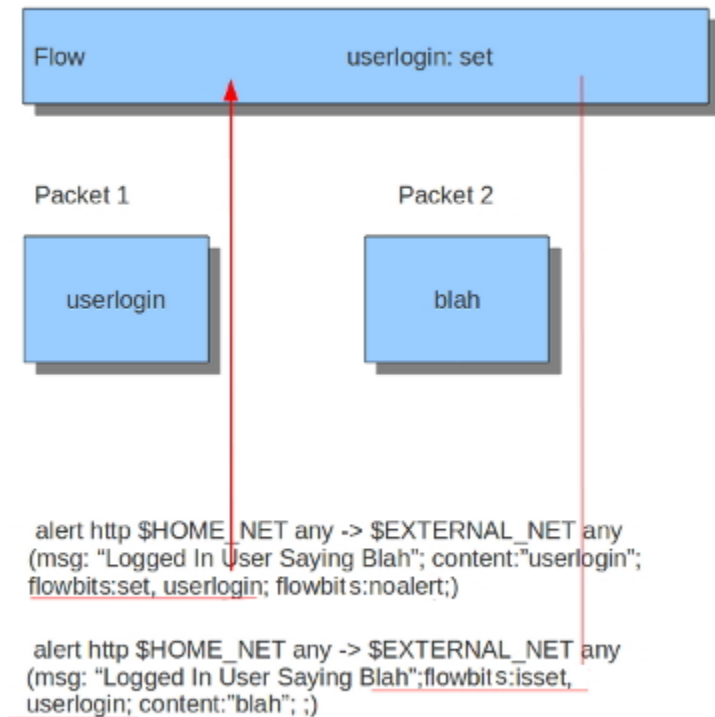 Flow userlogin: set
Packet 1 Packet 2
userlogin blah
alert http $HOME_NET any -> $EXTERNAL_NET any
(msg: “Logged In User Saying Blah”; content:”userlogin”;
flowbits:set, userlogin; flowbits:noalert;)
alert http $HOME_NET any -> $EXTERNAL_NET any
(msg: “Logged In User Saying Blah”;flowbits:isset,
userlogin; content:”blah”; ;)